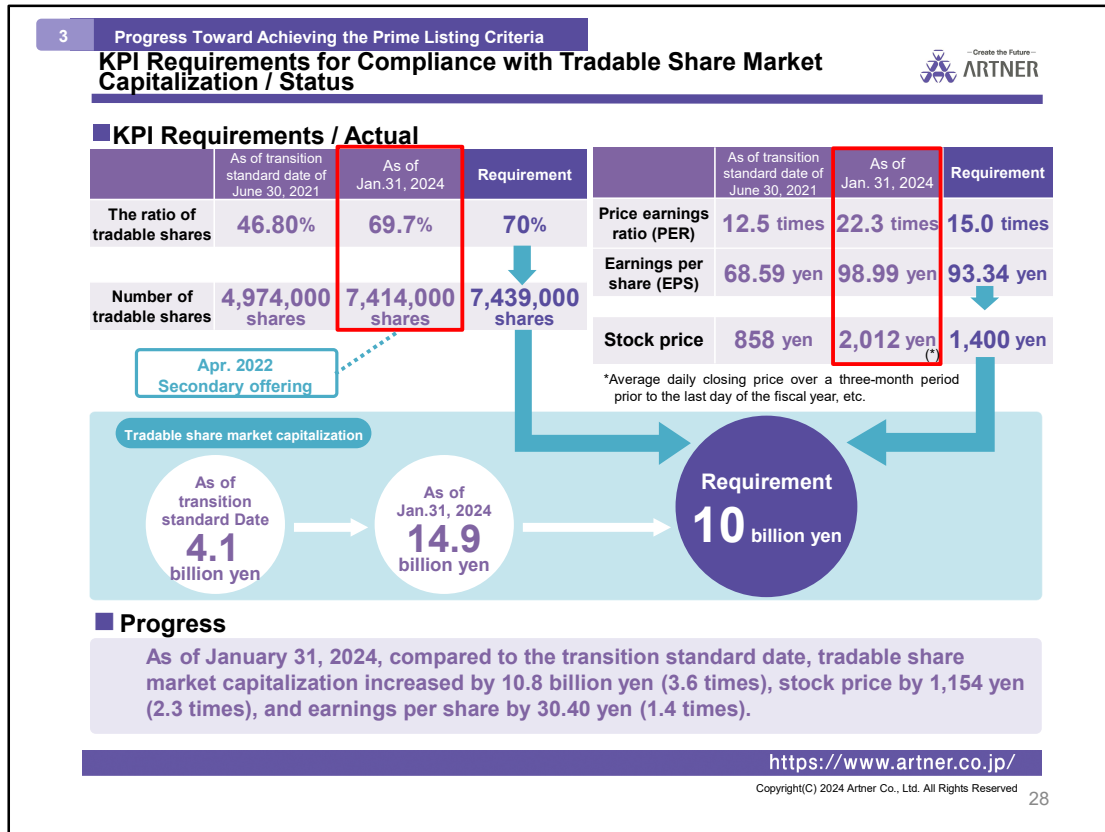 3
Progress Toward Achieving the Prime Listing Criteria
KPI Requirements for Compliance with Tradable Share Market
Capitalization / Status
－Create the Future－
ARTNER
■KPI Requirements / Actual
As of transition
standard date of
June 30, 2021
As of
Jan.31, 2024
Requirement
The ratio of
tradable shares
46.80%
69.7%
70%
Number of
tradable shares
4,974,000
shares
7,414,000
shares
7,439,000
shares
Apr. 2022
Secondary offering
As of transition
standard date of
June 30, 2021
As of
Jan. 31, 2024
Requirement
Price earnings
ratio (PER)
12.5 times
22.3 times
15.0 times
Earnings per
share (EPS)
68.59 yen
98.99 yen
93.34 yen
Stock price
858 yen
2,012 yen
(*)
1,400 yen
*Average daily closing price over a three-month period
prior to the last day of the fiscal year, etc.
Tradable share market capitalization
As of
transition
standard Date
4.1
billion yen
As of
Jan.31, 2024
14.9
billion yen
Requirement
10 billion yen
■ Progress
As of January 31, 2024, compared to the transition standard date, tradable share
market capitalization increased by 10.8 billion yen (3.6 times), stock price by 1,154 yen
(2.3 times), and earnings per share by 30.40 yen (1.4 times).
https://www.artner.co.jp/
Copyright(C) 2024 Artner Co., Ltd. All Rights Reserved
28